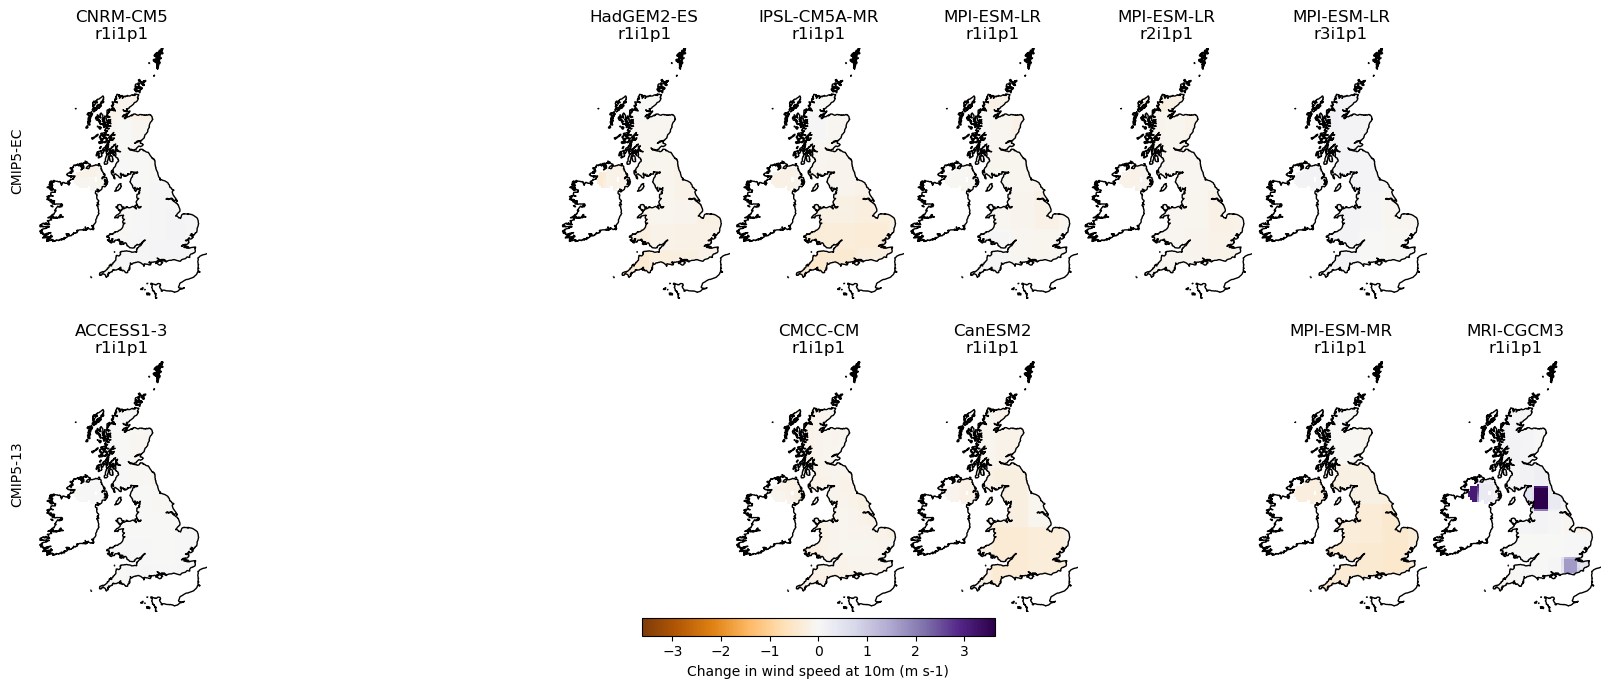 CNRM-CM5
r1i1p1
HadGEM2-ES
r1i1p1
IPSL-CM5A-MR
r1i1p1
MPI-ESM-LR
r1i1p1
MPI-ESM-LR
r2i1p1
MPI-ESM-LR
r3i1p1
CMIP5-EC
ACCESS1-3
r1i1p1
CMCC-CM
r1i1p1
CanESM2
r1i1p1
MPI-ESM-MR
r1i1p1
MRI-CGCM3
r1i1p1
CMIP5-13
−3 −2 −1 0 1 2 3
Change in wind speed at 10m (m s-1)